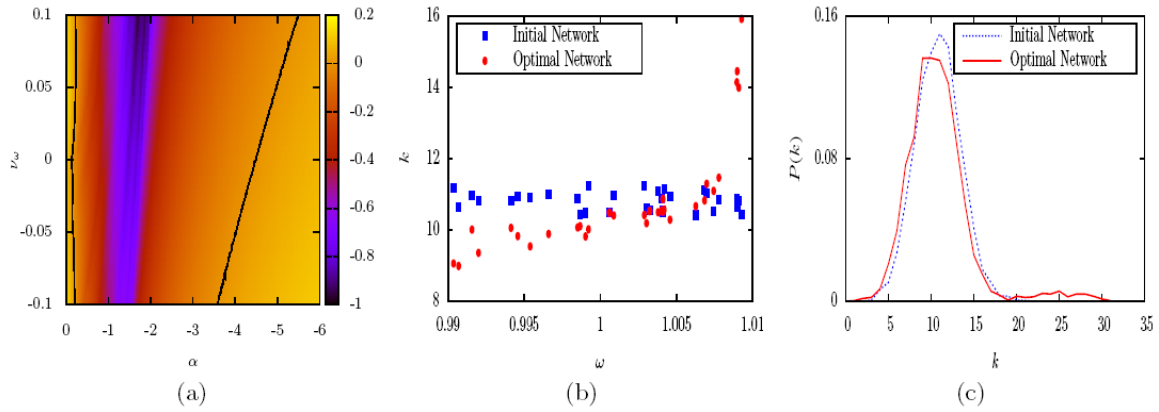 0.1
0.05
0
-0.05
-0.1
ν_ω
0 -1 -2 -3 -4 -5 -6
α
0.2
0
-0.2
-0.4
-0.6
-0.8
-1
(a)
16
14
12
10
8
k
Initial Network
Optimal Network
0.99 0.995 1 1.005 1.01
ω
(b)
0.16
0.08
0
P(k)
Initial Network
Optimal Network
0 5 10 15 20 25 30 35
k
(c)